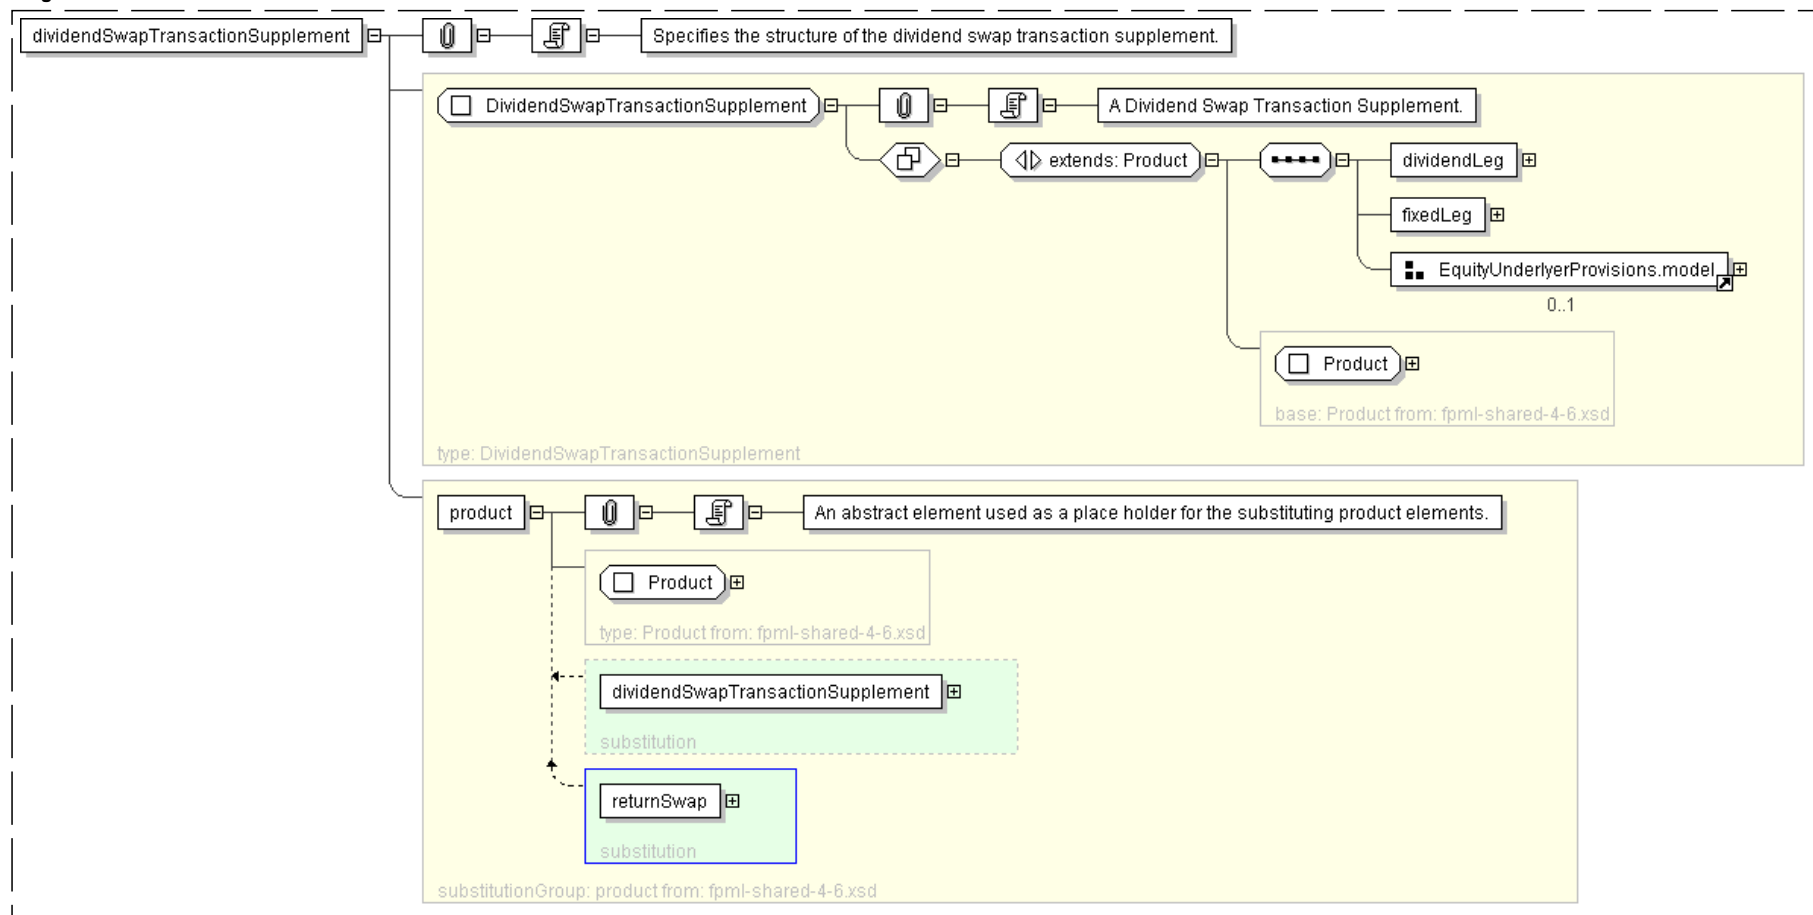 dividendSwapTransactionSupplement
Specifies the structure of the dividend swap transaction supplement.
DividendSwapTransactionSupplement
A Dividend Swap Transaction Supplement.
extends: Product
dividendLeg
fixedLeg
EquityUnderlyerProvisions.model
0..1
Product
base: Product from: fpml-shared-4-6.xsd
type: DividendSwapTransactionSupplement
product
An abstract element used as a place holder for the substituting product elements.
Product
type: Product from: fpml-shared-4-6.xsd
dividendSwapTransactionSupplement
substitution
returnSwap
substitution
substitutionGroup: product from: fpml-shared-4-6.xsd